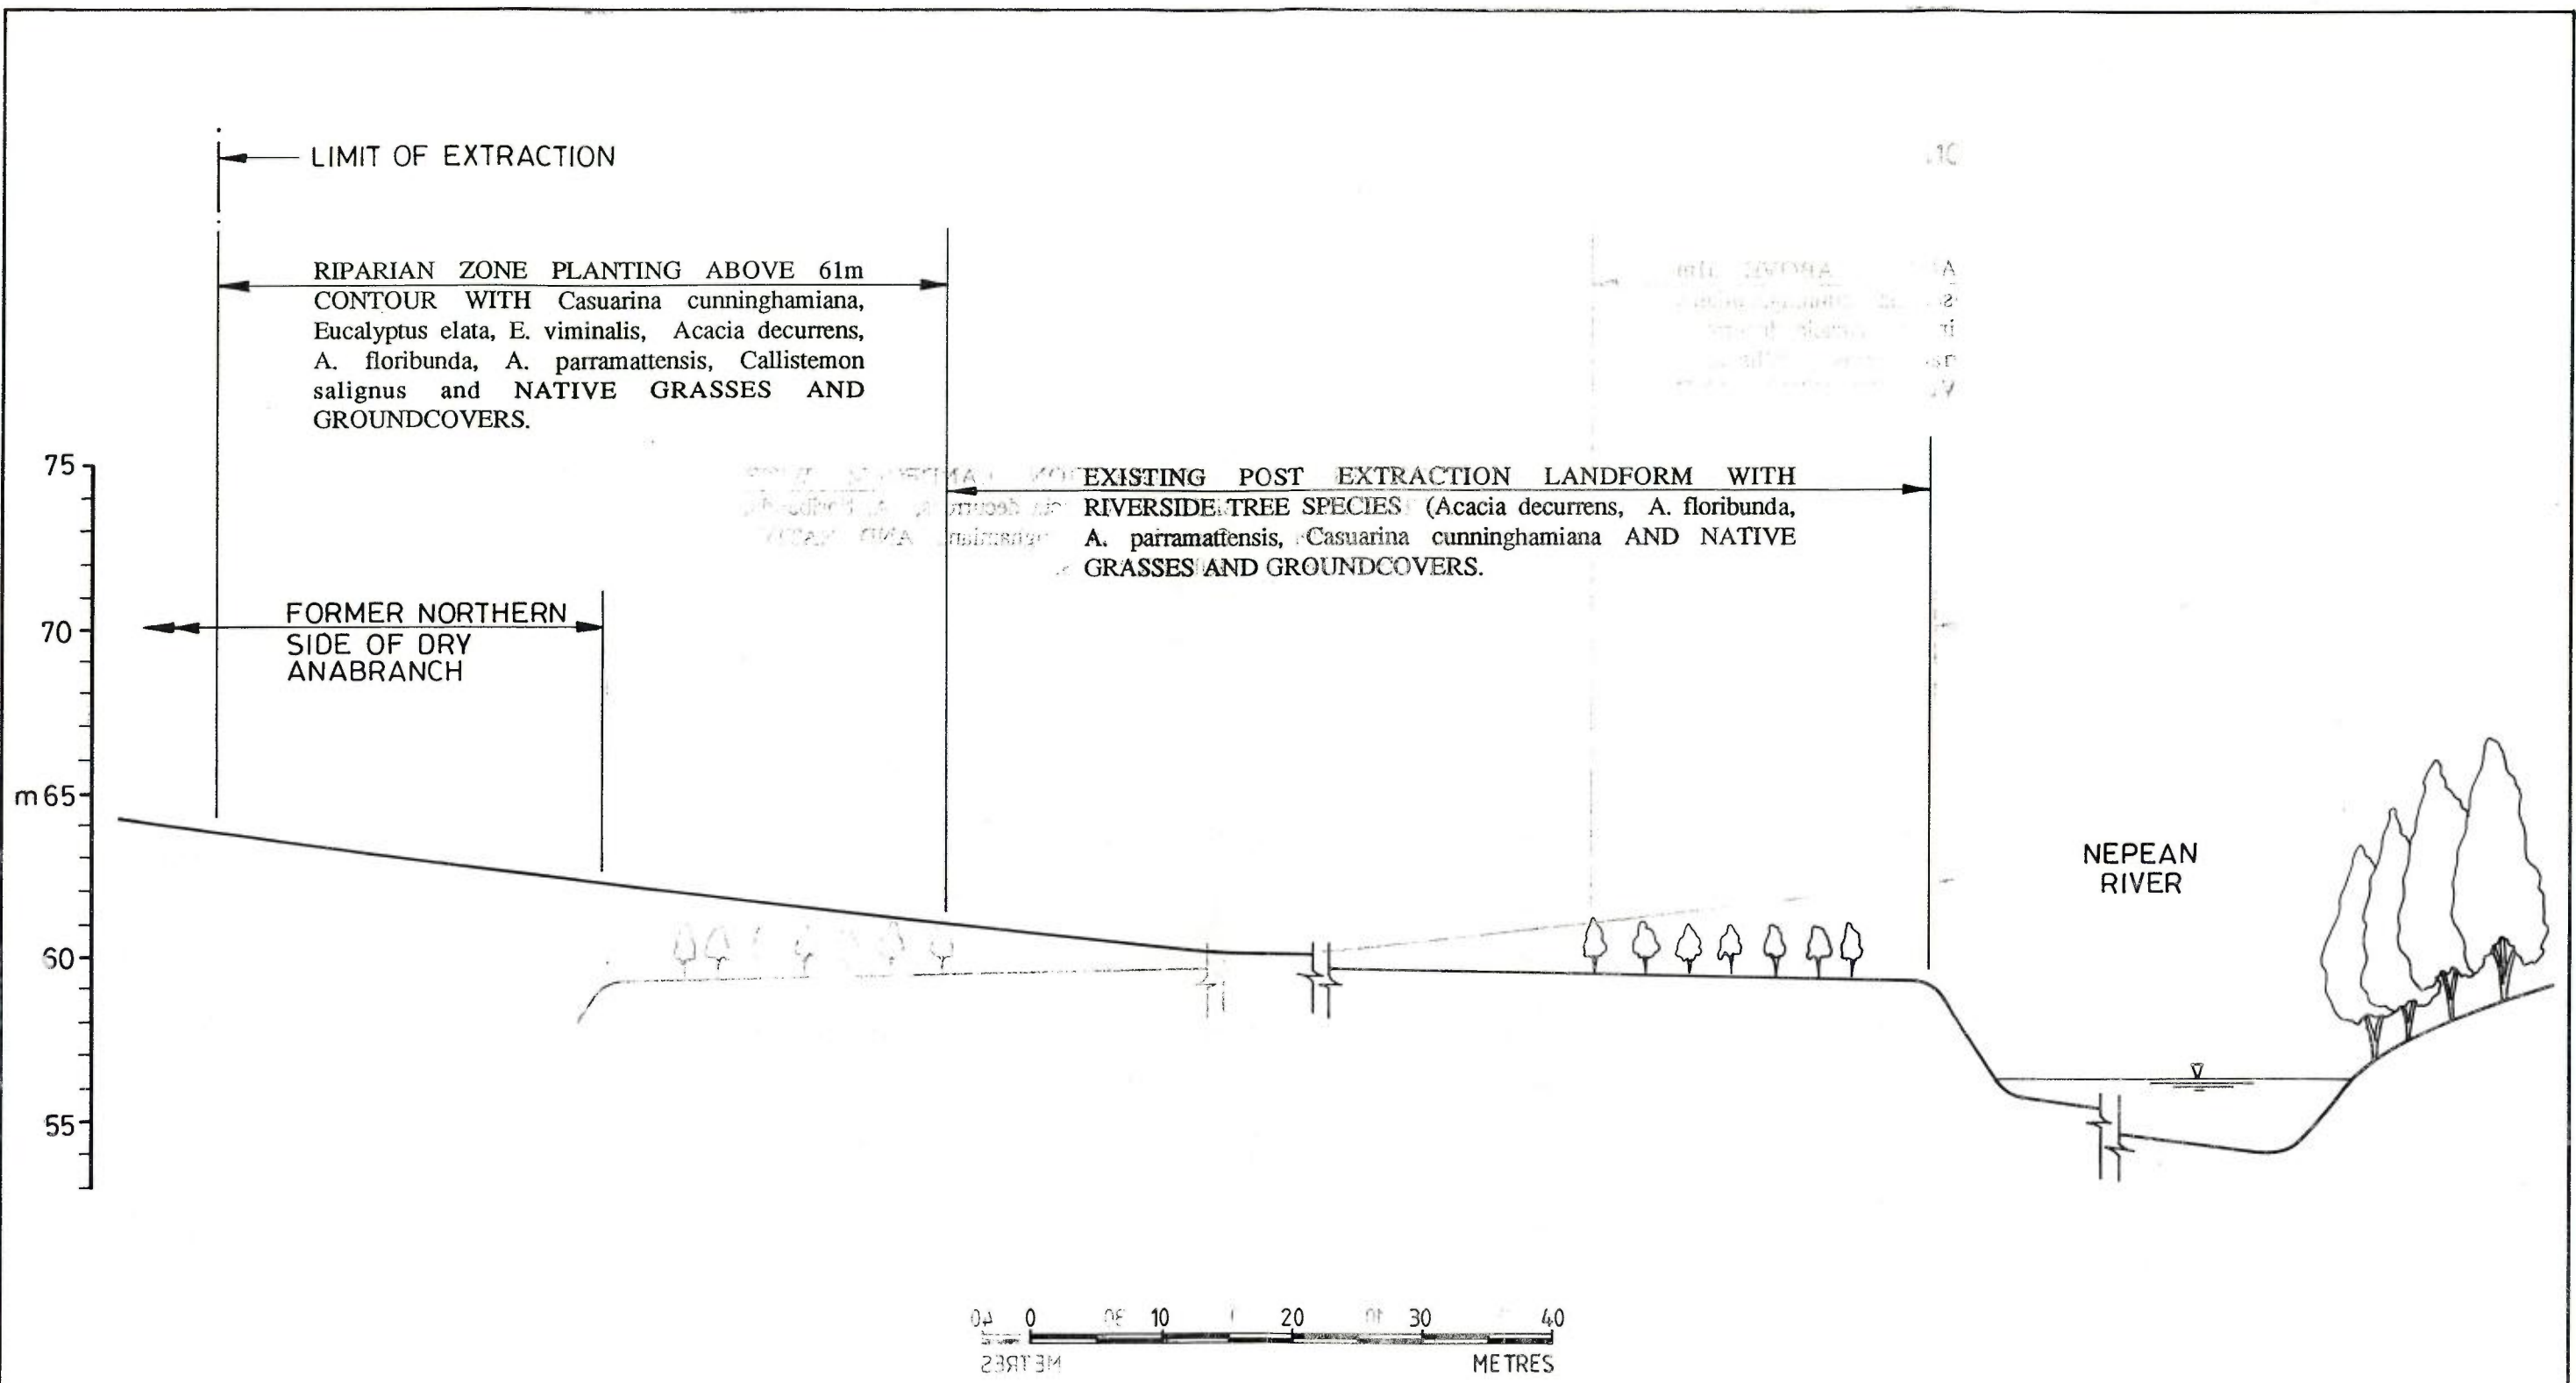 LIMIT OF EXTRACTION
RIPARIAN ZONE PLANTING ABOVE 61m
CONTOUR WITH Casuarina cunninghamiana,
Eucalyptus elata, E. viminalis, Acacia decurrens,
A. floribunda, A. parramattensis, Callistemon
salignus and NATIVE GRASSES AND
GROUNDCOVERS.
EXISTING POST EXTRACTION LANDFORM WITH
RIVERSIDE TREE SPECIES (Acacia decurrens, A. floribunda,
A. parramattensis, Casuarina cunninghamiana AND NATIVE
GRASSES AND GROUNDCOVERS.
FORMER NORTHERN
SIDE OF DRY
ANABRANCH
75
70
m 65
60
55
NEPEAN
RIVER
0 10 20 30 40
METRES